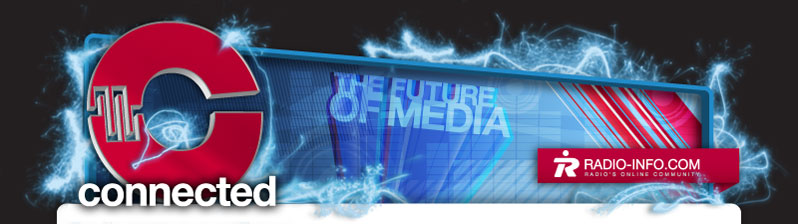 THE FUTURE
OF MEDIA
RADIO-INFO.COM
RADIO'S ONLINE COMMUNITY
connected